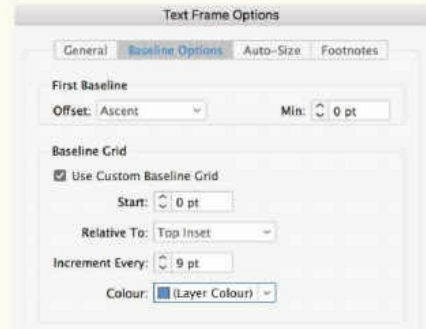 Text Frame Options
General Baseline Options Auto-Size Footnotes
First Baseline
Offset: Ascent Min: 0 pt
Baseline Grid
Use Custom Baseline Grid
Start: 0 pt
Relative To: Top Inset
Increment Every: 9 pt
Colour: (Layer Colour)